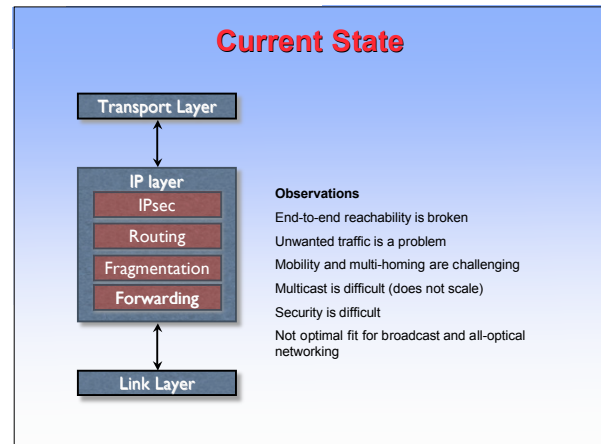 Current State
Transport Layer
IP layer
IPsec
Routing
Fragmentation
Forwarding
Link Layer
Observations
End-to-end reachability is broken
Unwanted traffic is a problem
Mobility and multi-homing are challenging
Multicast is difficult (does not scale)
Security is difficult
Not optimal fit for broadcast and all-optical
networking